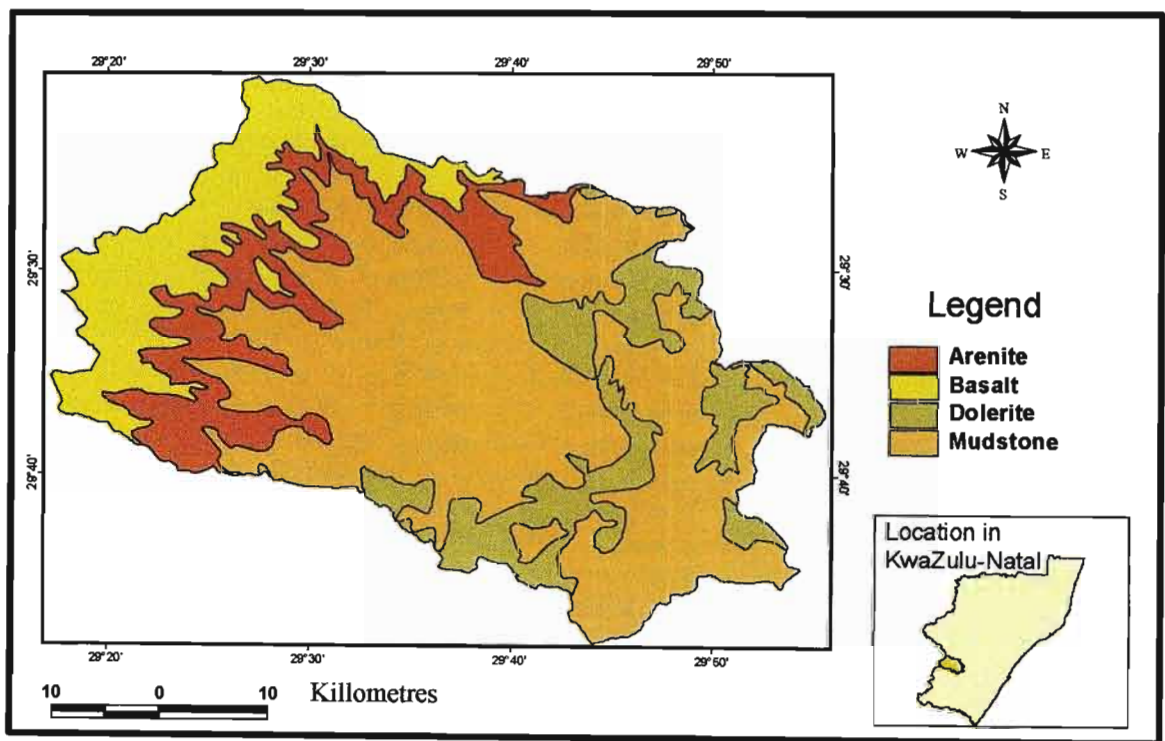 29°20' 29°30' 29°40' 29°50'
N
W E
S
29°30' 29°30'
Legend
Arenite
Basalt
Dolerite
Mudstone
29°40' 29°40'
Location in
KwaZulu-Natal
29°20' 29°30' 29°40' 29°50'
10 0 10 Killometres